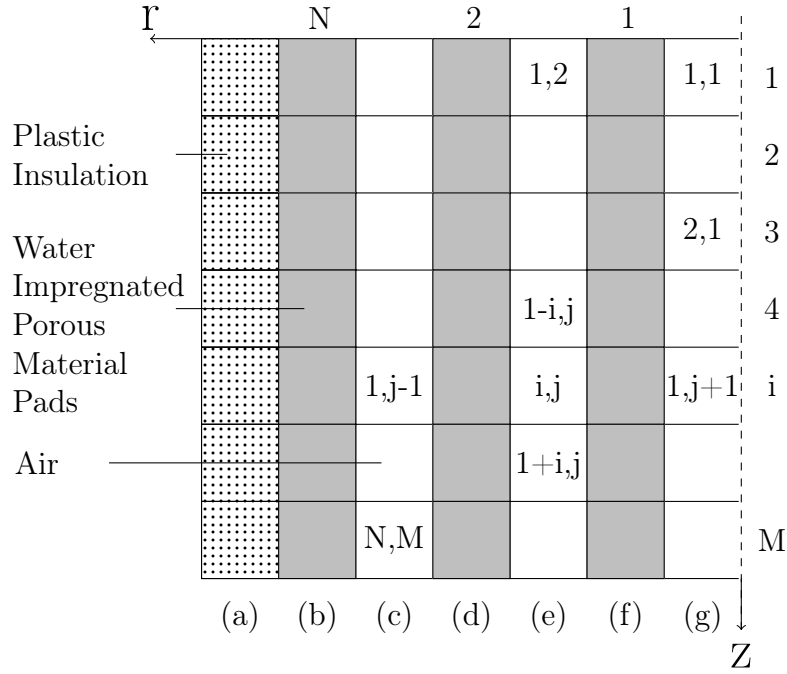 r
N 2 1
1,2 1,1 1
Plastic
Insulation
2
2,1 3
Water
Impregnated
Porous
Material
Pads
1-i,j 4
1,j-1 i,j 1,j+1 i
Air
1+i,j
N,M M
(a) (b) (c) (d) (e) (f) (g)
Z